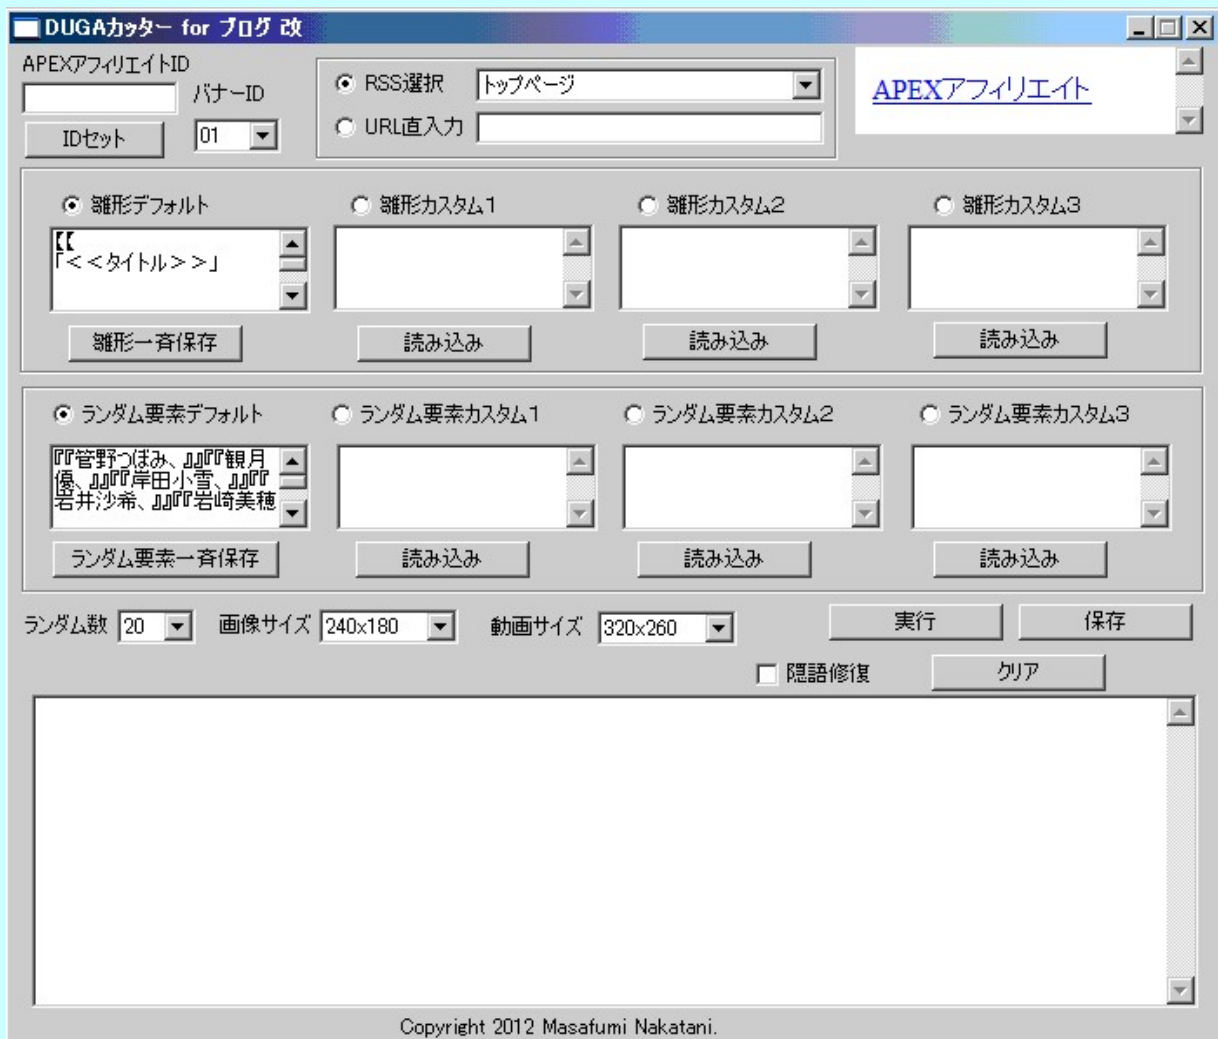 DUGAカッター for ブログ 改
APEXアフィリエイトID
バナーID
IDセット
01
RSS選択
トップページ
URL直入力
APEXアフィリエイト
雛形デフォルト
雛形カスタム1
雛形カスタム2
雛形カスタム3
【【
「<<タイトル>>」
雛形一斉保存
読み込み
読み込み
読み込み
ランダム要素デフォルト
ランダム要素カスタム1
ランダム要素カスタム2
ランダム要素カスタム3
『『管野つぼみ、』』『『観月
優、』』『『岸田小雪、』』『『
岩井沙希、』』『『岩崎美穂
ランダム要素一斉保存
読み込み
読み込み
読み込み
ランダム数
20
画像サイズ
240x180
動画サイズ
320x260
実行
保存
隠語修復
クリア
Copyright 2012 Masafumi Nakatani.